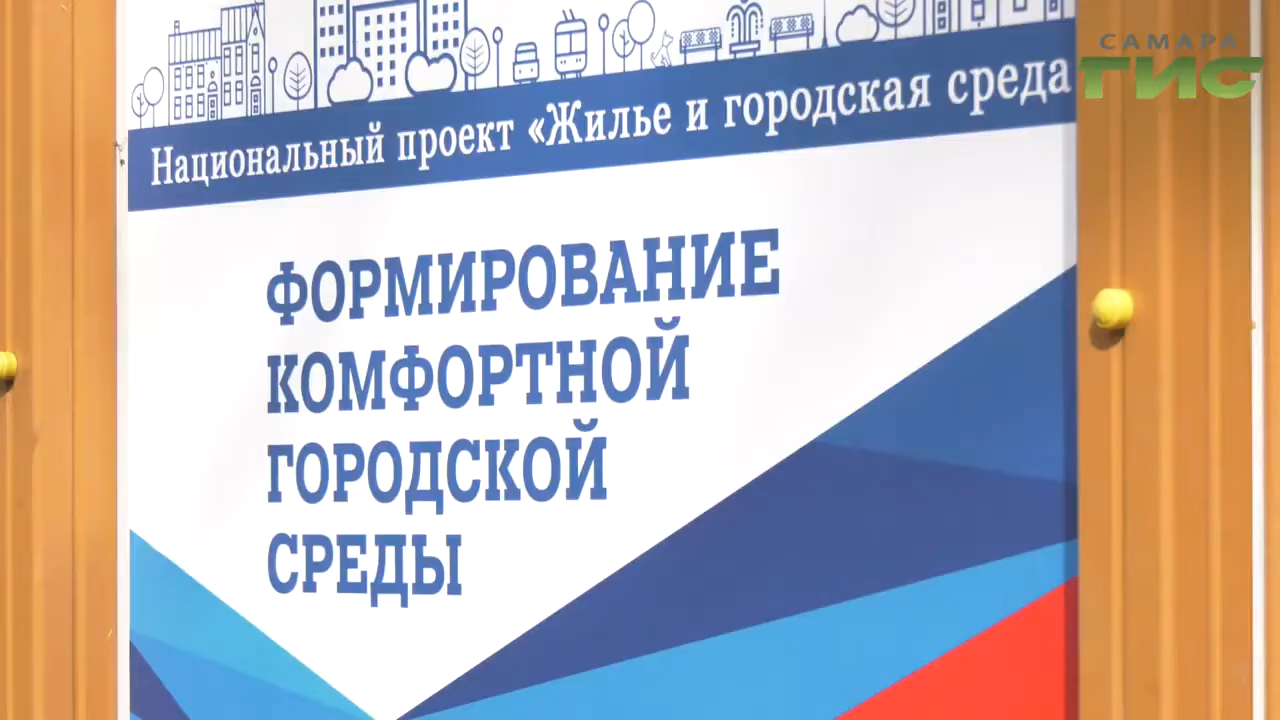 САМАРА
ГИС
Национальный проект «Жилье и городская среда
ФОРМИРОВАНИЕ
КОМФОРТНОЙ
ГОРОДСКОЙ
СРЕДЫ